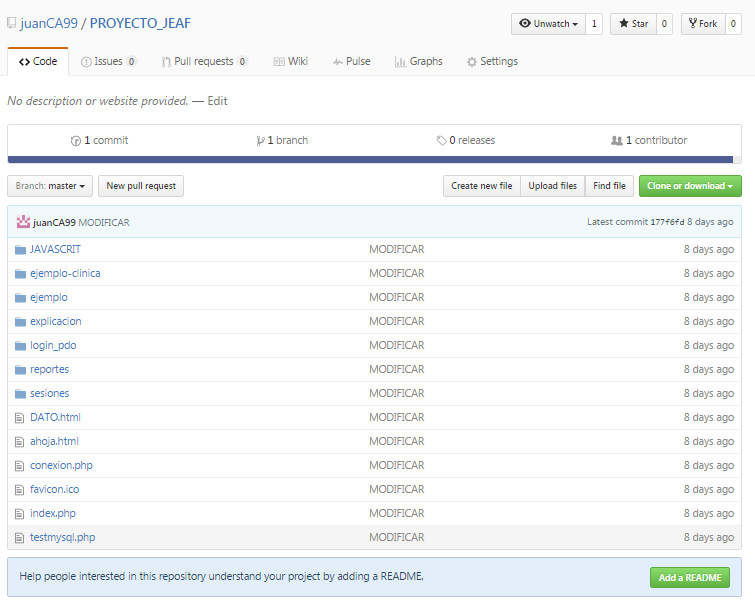 juanCA99 / PROYECTO_JEAF Unwatch 1 Star 0 Fork 0
Code Issues 0 Pull requests 0 Wiki Pulse Graphs Settings
No description or website provided. — Edit
1 commit 1 branch 0 releases 1 contributor
Branch: master New pull request Create new file Upload files Find file Clone or download
juanCA99 MODIFICAR Latest commit 177f6fd 8 days ago
JAVASCRIT MODIFICAR 8 days ago
ejemplo-clinica MODIFICAR 8 days ago
ejemplo MODIFICAR 8 days ago
explicacion MODIFICAR 8 days ago
login_pdo MODIFICAR 8 days ago
reportes MODIFICAR 8 days ago
sesiones MODIFICAR 8 days ago
DATO.html MODIFICAR 8 days ago
ahoja.html MODIFICAR 8 days ago
conexion.php MODIFICAR 8 days ago
favicon.ico MODIFICAR 8 days ago
index.php MODIFICAR 8 days ago
testmysql.php MODIFICAR 8 days ago
Help people interested in this repository understand your project by adding a README. Add a README